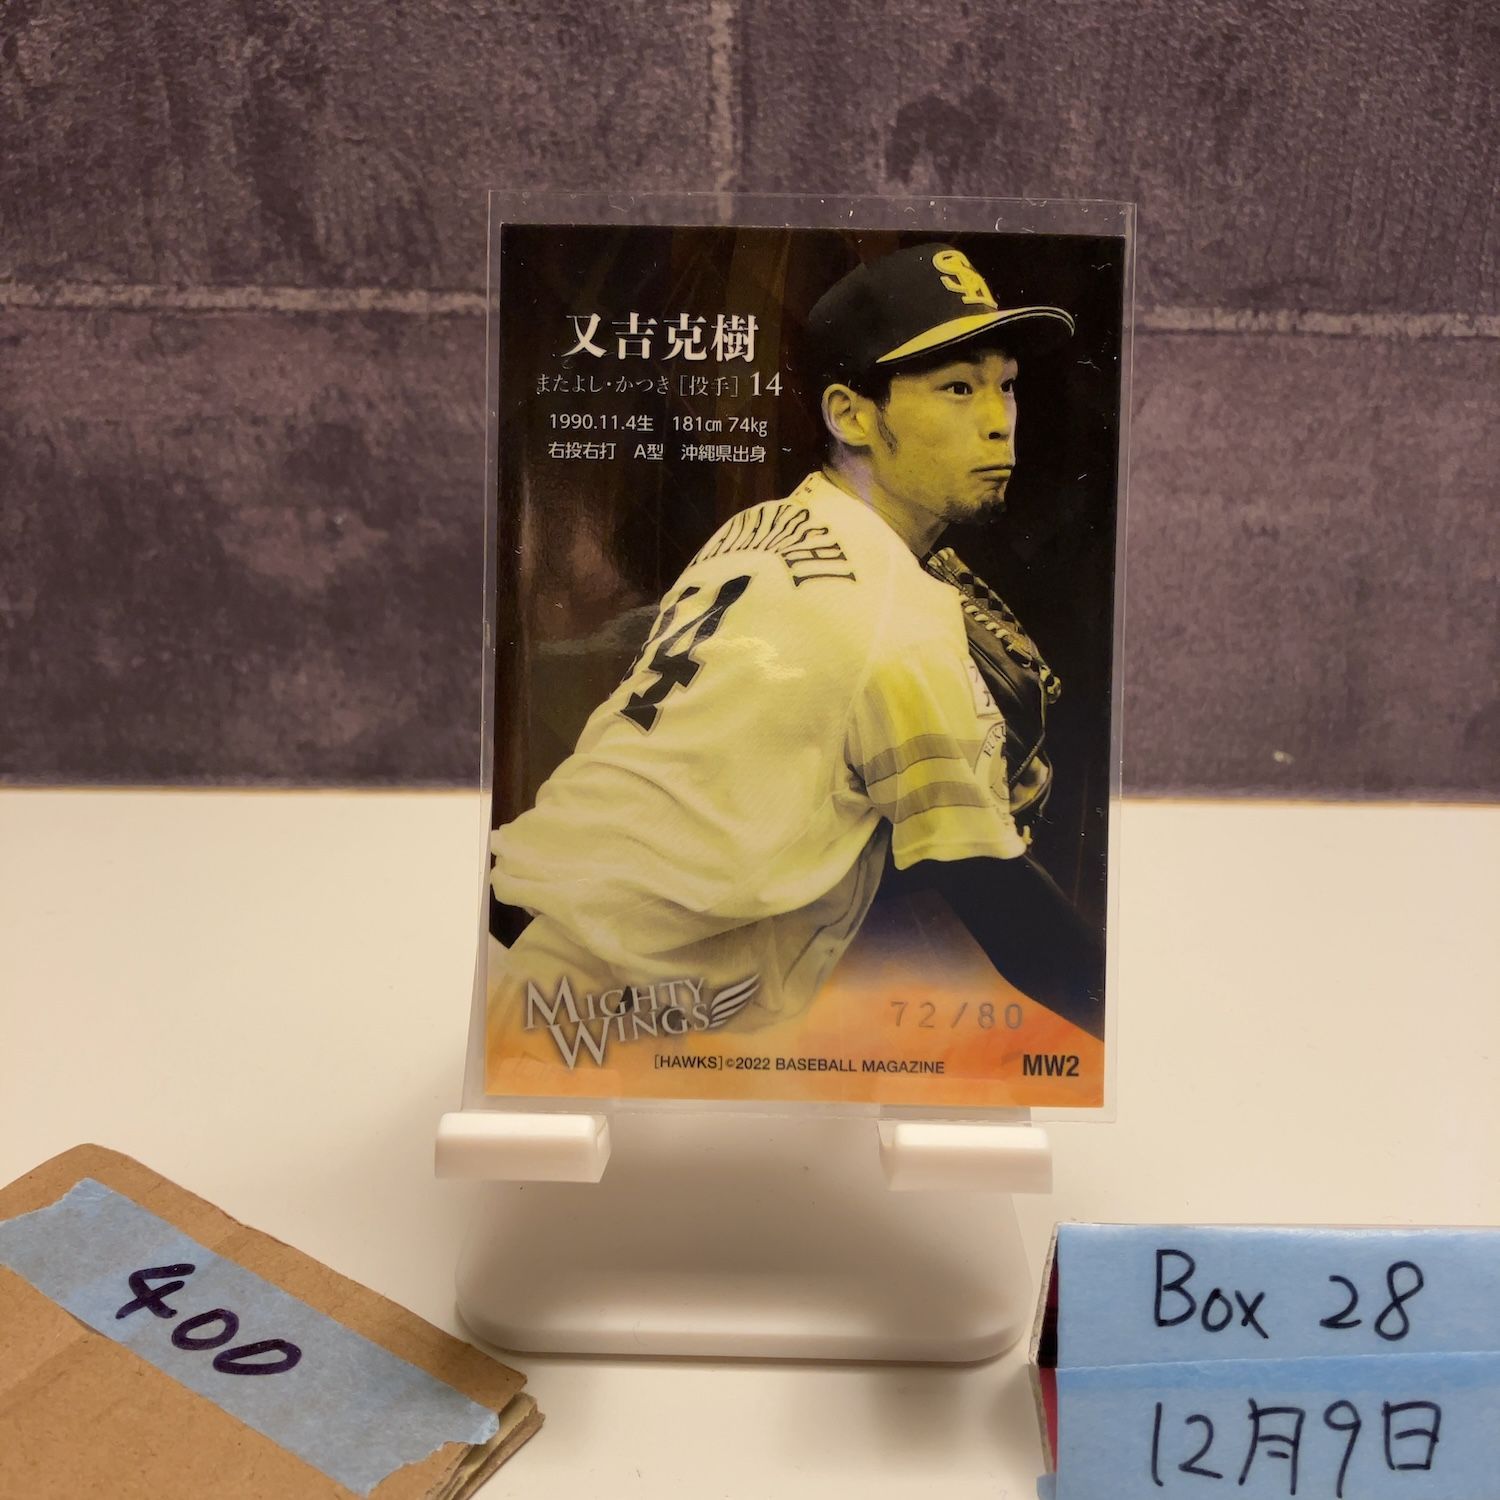 SH
又吉克樹
またよし・かつき［投手］14
1990.11.4生 181㎝ 74㎏
右投右打 A型 沖縄県出身
14
MIGHTY
WINGS
72/80
[HAWKS]©2022 BASEBALL MAGAZINE
MW2
400
Box 28
12月9日